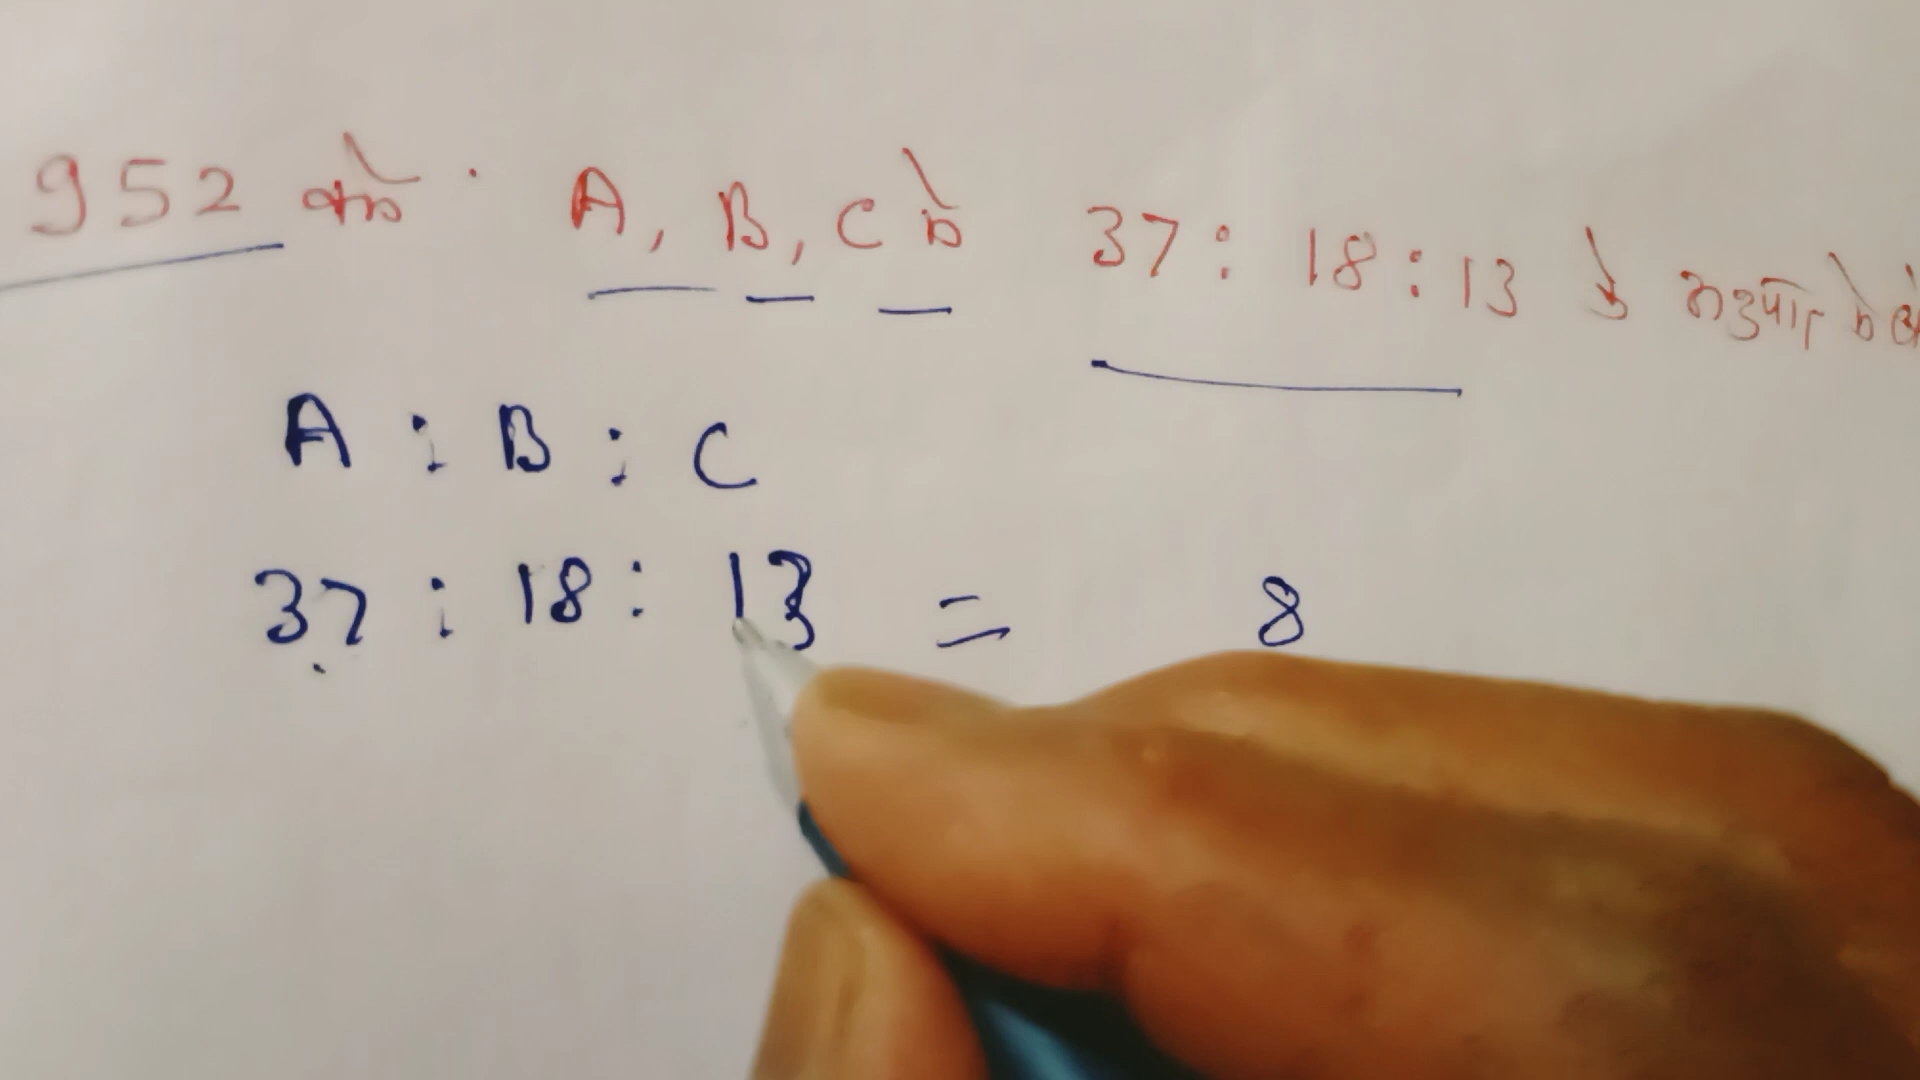 952 को A, B, C में 37 : 18 : 13 के अनुपात में
A : B : C
37 : 18 : 13 = 8